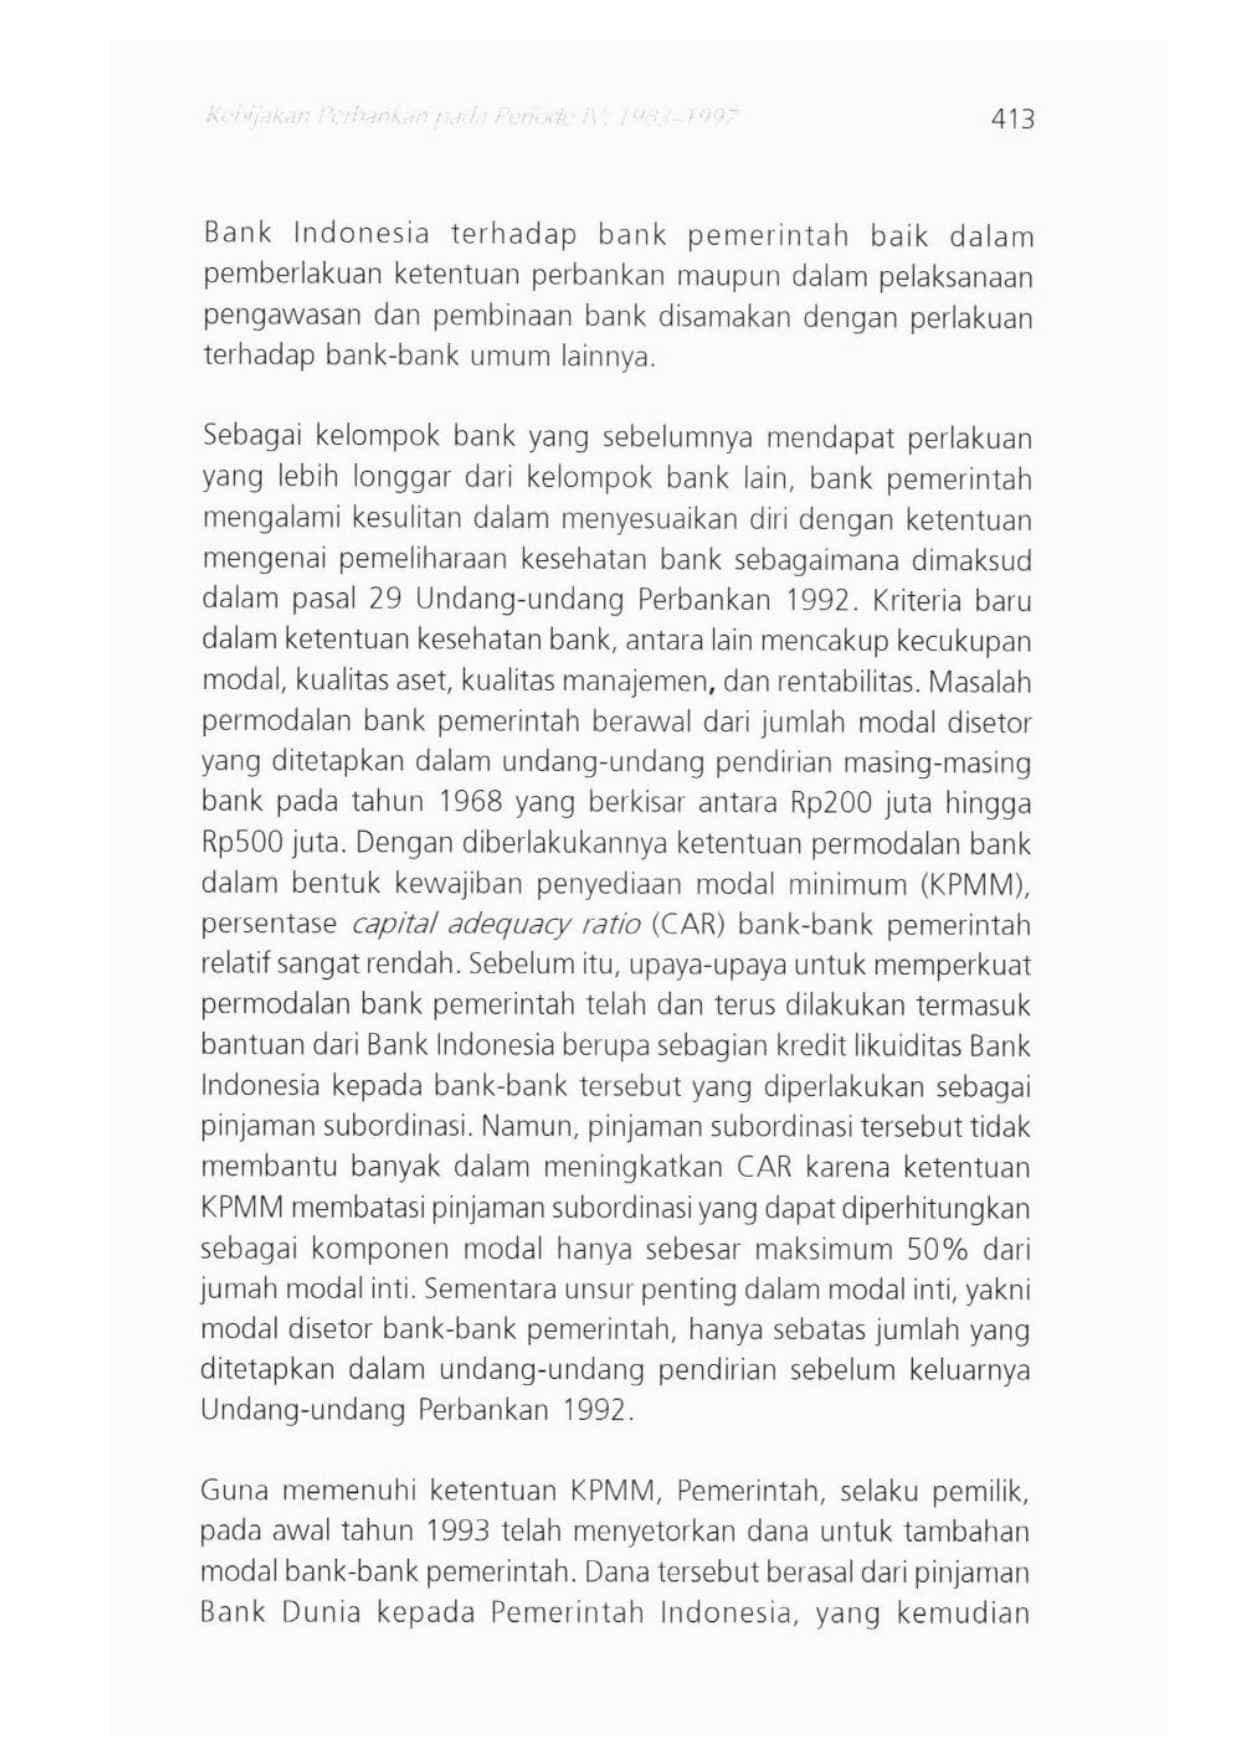 Kebijakan Perbankan pada Periode IV: 1983–1997 413
Bank Indonesia terhadap bank pemerintah baik dalam
pemberlakuan ketentuan perbankan maupun dalam pelaksanaan
pengawasan dan pembinaan bank disamakan dengan perlakuan
terhadap bank-bank umum lainnya.
Sebagai kelompok bank yang sebelumnya mendapat perlakuan
yang lebih longgar dari kelompok bank lain, bank pemerintah
mengalami kesulitan dalam menyesuaikan diri dengan ketentuan
mengenai pemeliharaan kesehatan bank sebagaimana dimaksud
dalam pasal 29 Undang-undang Perbankan 1992. Kriteria baru
dalam ketentuan kesehatan bank, antara lain mencakup kecukupan
modal, kualitas aset, kualitas manajemen, dan rentabilitas. Masalah
permodalan bank pemerintah berawal dari jumlah modal disetor
yang ditetapkan dalam undang-undang pendirian masing-masing
bank pada tahun 1968 yang berkisar antara Rp200 juta hingga
Rp500 juta. Dengan diberlakukannya ketentuan permodalan bank
dalam bentuk kewajiban penyediaan modal minimum (KPMM),
persentase capital adequacy ratio (CAR) bank-bank pemerintah
relatif sangat rendah. Sebelum itu, upaya-upaya untuk memperkuat
permodalan bank pemerintah telah dan terus dilakukan termasuk
bantuan dari Bank Indonesia berupa sebagian kredit likuiditas Bank
Indonesia kepada bank-bank tersebut yang diperlakukan sebagai
pinjaman subordinasi. Namun, pinjaman subordinasi tersebut tidak
membantu banyak dalam meningkatkan CAR karena ketentuan
KPMM membatasi pinjaman subordinasi yang dapat diperhitungkan
sebagai komponen modal hanya sebesar maksimum 50% dari
jumah modal inti. Sementara unsur penting dalam modal inti, yakni
modal disetor bank-bank pemerintah, hanya sebatas jumlah yang
ditetapkan dalam undang-undang pendirian sebelum keluarnya
Undang-undang Perbankan 1992.
Guna memenuhi ketentuan KPMM, Pemerintah, selaku pemilik,
pada awal tahun 1993 telah menyetorkan dana untuk tambahan
modal bank-bank pemerintah. Dana tersebut berasal dari pinjaman
Bank Dunia kepada Pemerintah Indonesia, yang kemudian